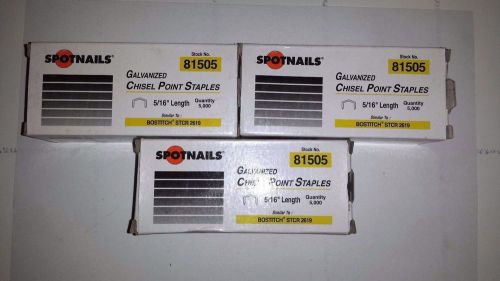 SPOTNAILS
Stock No.
81505
GALVANIZED
CHISEL POINT STAPLES
5/16" Length
Quantity
5,000
Similar To :
BOSTITCH STCR 2619
SPOTNAILS
Stock No.
81505
GALVANIZED
CHISEL POINT STAPLES
5/16" Length
Quantity
5,000
Similar To :
BOSTITCH STCR 2619
SPOTNAILS
Stock No.
81505
GALVANIZED
CHISEL POINT STAPLES
5/16" Length
Quantity
5,000
Similar To :
BOSTITCH STCR 2619